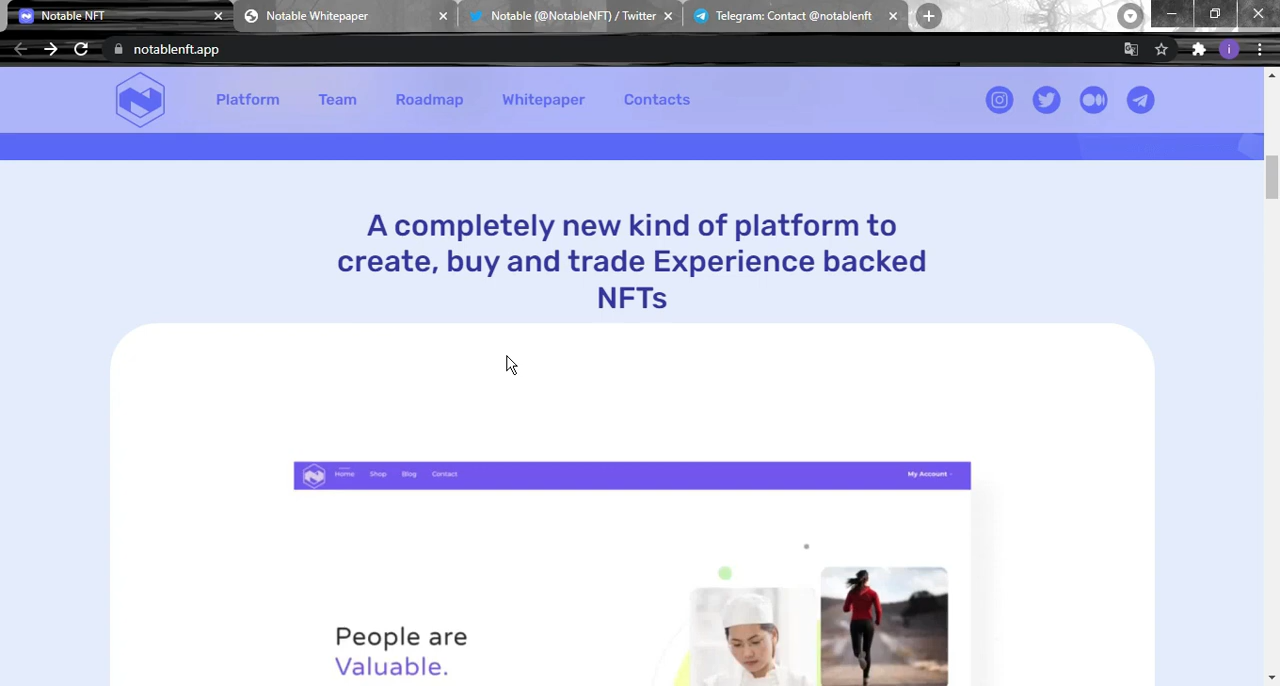 Notable NFT
Notable Whitepaper
Notable (@NotableNFT) / Twitter
Telegram: Contact @notablenft
notablenft.app
i
Platform
Team
Roadmap
Whitepaper
Contacts
A completely new kind of platform to
create, buy and trade Experience backed
NFTs
Home
Shop
Blog
Contact
My Account
People are
Valuable.